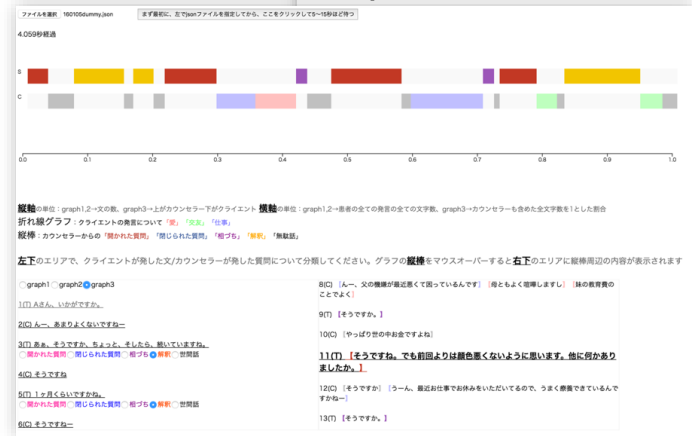 ファイルを選択 160105dummy.json まず最初に、左でjsonファイルを指定してから、ここをクリックして5〜15秒ほど待つ
4.059秒経過
S
C
0.0 0.1 0.2 0.3 0.4 0.5 0.6 0.7 0.8 0.9 1.0
縦軸の単位：graph1,2→文の数、graph3→上がカウンセラー下がクライエント 横軸の単位：graph1,2→患者の全ての発言の全ての文字数、graph3→カウンセラーも含めた全文字数を1とした割合
折れ線グラフ：クライエントの発言について「愛」「交友」「仕事」
縦棒：カウンセラーからの「開かれた質問」「閉じられた質問」「相づち」「解釈」「無駄話」
左下のエリアで、クライエントが発した文/カウンセラーが発した質問について分類してください。グラフの縦棒をマウスオーバーすると右下のエリアに縦棒周辺の内容が表示されます
graph1 graph2 graph3
1(T) Aさん、いかがですか。
2(C) んー、あまりよくないですねー
3(T) あぁ、そうですか、ちょっと、そしたら、続いていますね。
開かれた質問 閉じられた質問 相づち 解釈 世間話
4(C) そうですね
5(T) 1ヶ月くらいですかね。
開かれた質問 閉じられた質問 相づち 解釈 世間話
6(C) そうですねー
8(C) [んー、父の機嫌が最近悪くて困っているんです] [母ともよく喧嘩しますし] [妹の教育費の
ことでよく]
9(T) 【そうですか。】
10(C) [やっぱり世の中お金ですよね]
11(T) 【そうですね。でも前回よりは顔色悪くないように思います。他に何かあり
ましたか。】
12(C) [そうですか] [うーん、最近お仕事でお休みをいただいてるので、うまく療養できているんで
すかねー]
13(T) 【そうですか。】